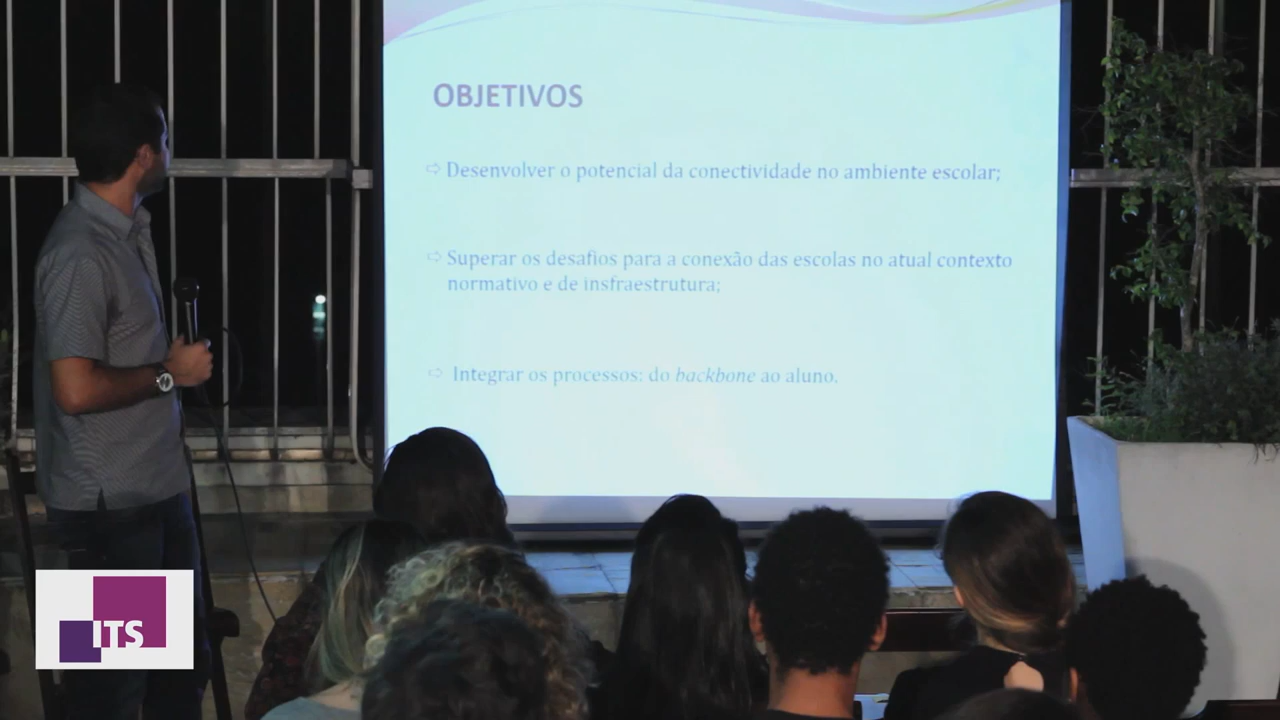 OBJETIVOS
⇨ Desenvolver o potencial da conectividade no ambiente escolar;
⇨ Superar os desafios para a conexão das escolas no atual contexto
normativo e de insfraestrutura;
⇨ Integrar os processos: do backbone ao aluno.
ITS